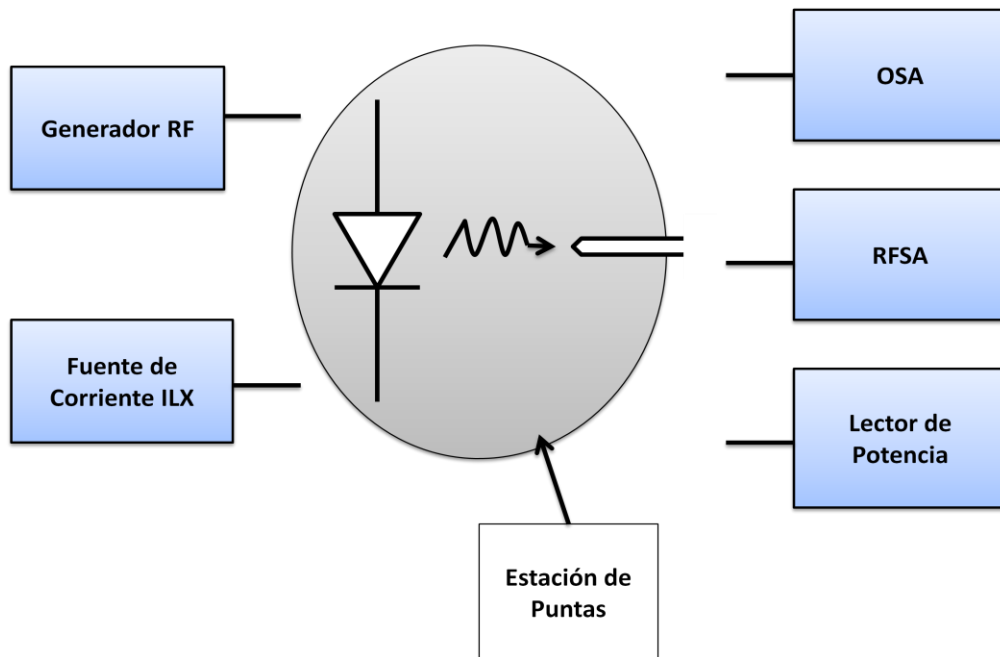 Generador RF
Fuente de
Corriente ILX
OSA
RFSA
Lector de
Potencia
Estación de
Puntas